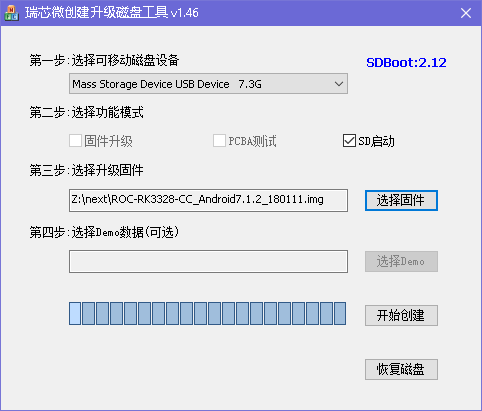 瑞芯微创建升级磁盘工具 v1.46
第一步:选择可移动磁盘设备
SDBoot:2.12
Mass Storage Device USB Device   7.3G
第二步:选择功能模式
固件升级 PCBA测试 SD启动
第三步:选择升级固件
Z:\next\ROC-RK3328-CC_Android7.1.2_180111.img 选择固件
第四步:选择Demo数据(可选)
选择Demo
开始创建
恢复磁盘